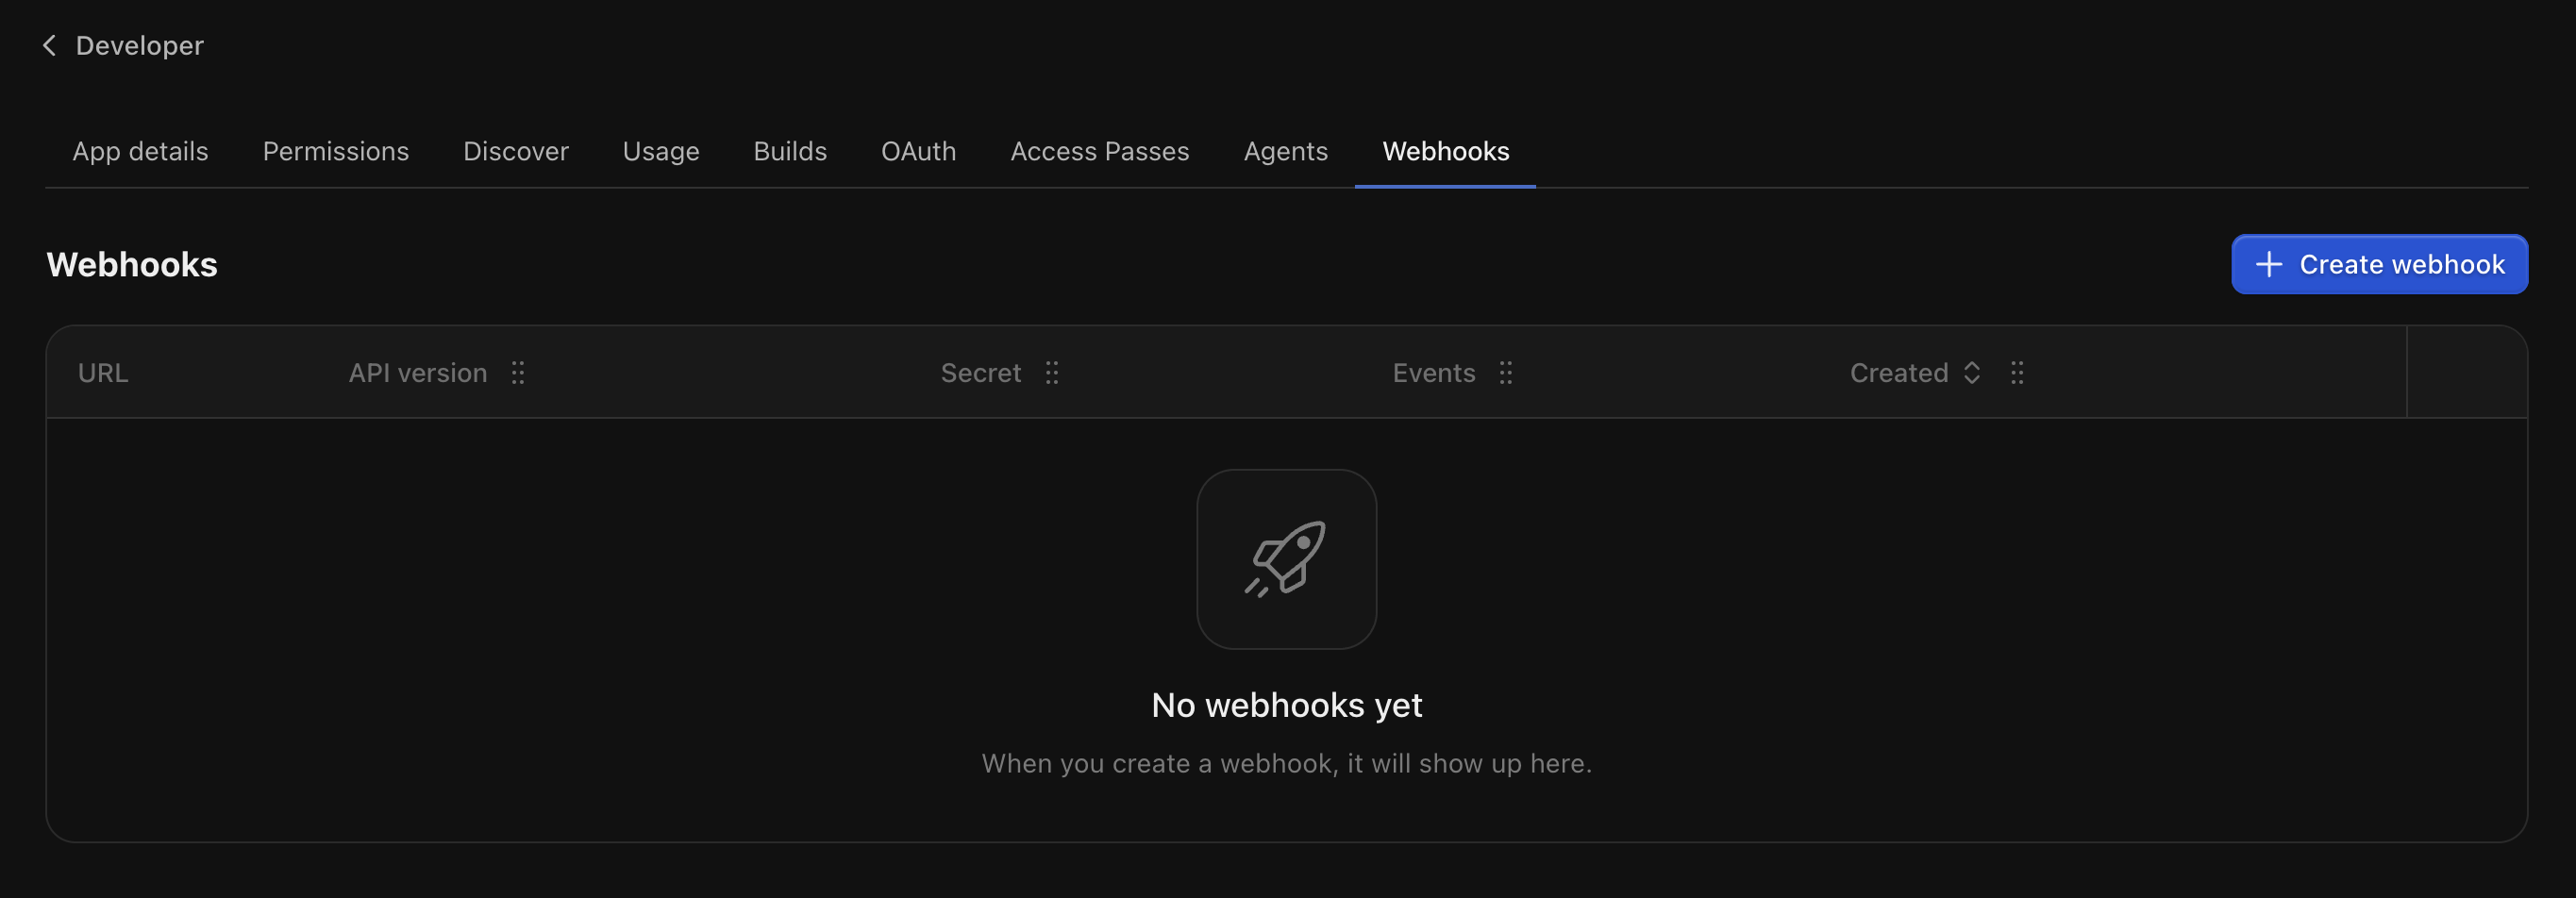 Developer
App details Permissions Discover Usage Builds OAuth Access Passes Agents Webhooks
Webhooks
Create webhook
URL API version Secret Events Created
No webhooks yet
When you create a webhook, it will show up here.